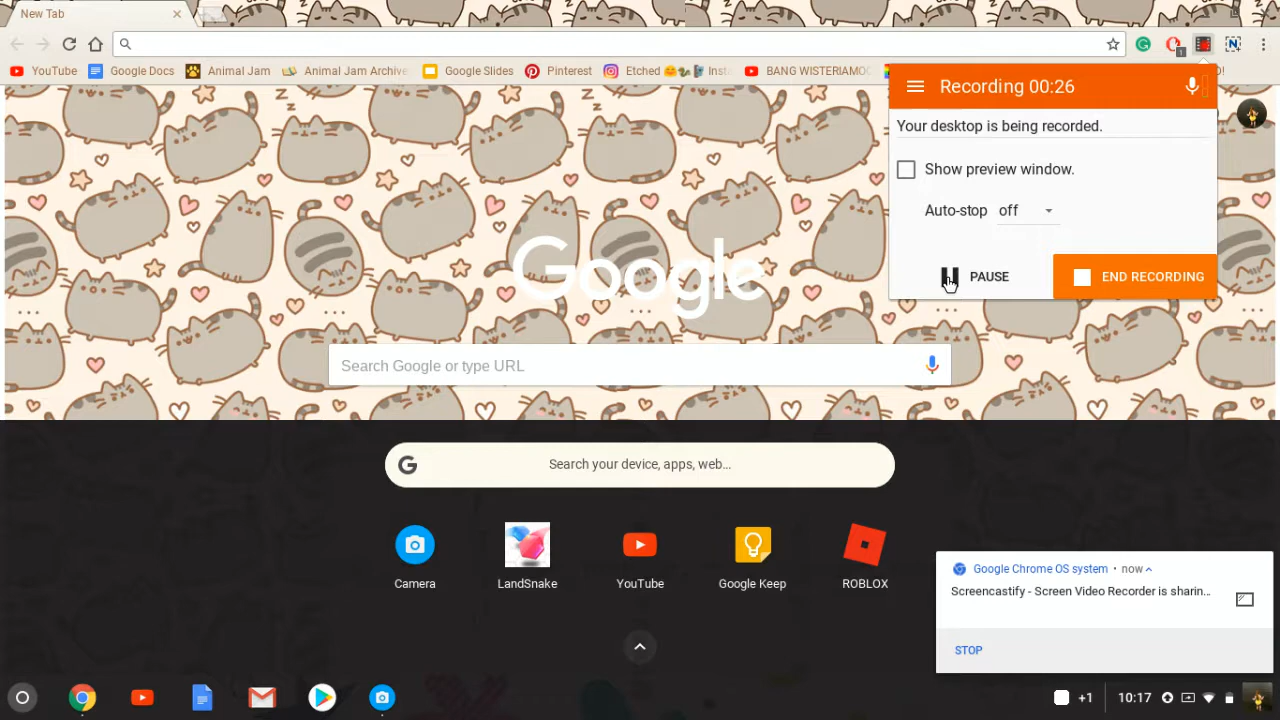 New Tab
YouTube
Google Docs
Animal Jam
Animal Jam Archive
Google Slides
Pinterest
Etched
Inst
BANG WISTERIAMOO
1
Recording 00:26
Your desktop is being recorded.
Show preview window.
Auto-stop off
PAUSE
END RECORDING
Google
Search Google or type URL
Search your device, apps, web...
Camera
LandSnake
YouTube
Google Keep
ROBLOX
Google Chrome OS system • now
Screencastify - Screen Video Recorder is sharin...
STOP
+1
10:17